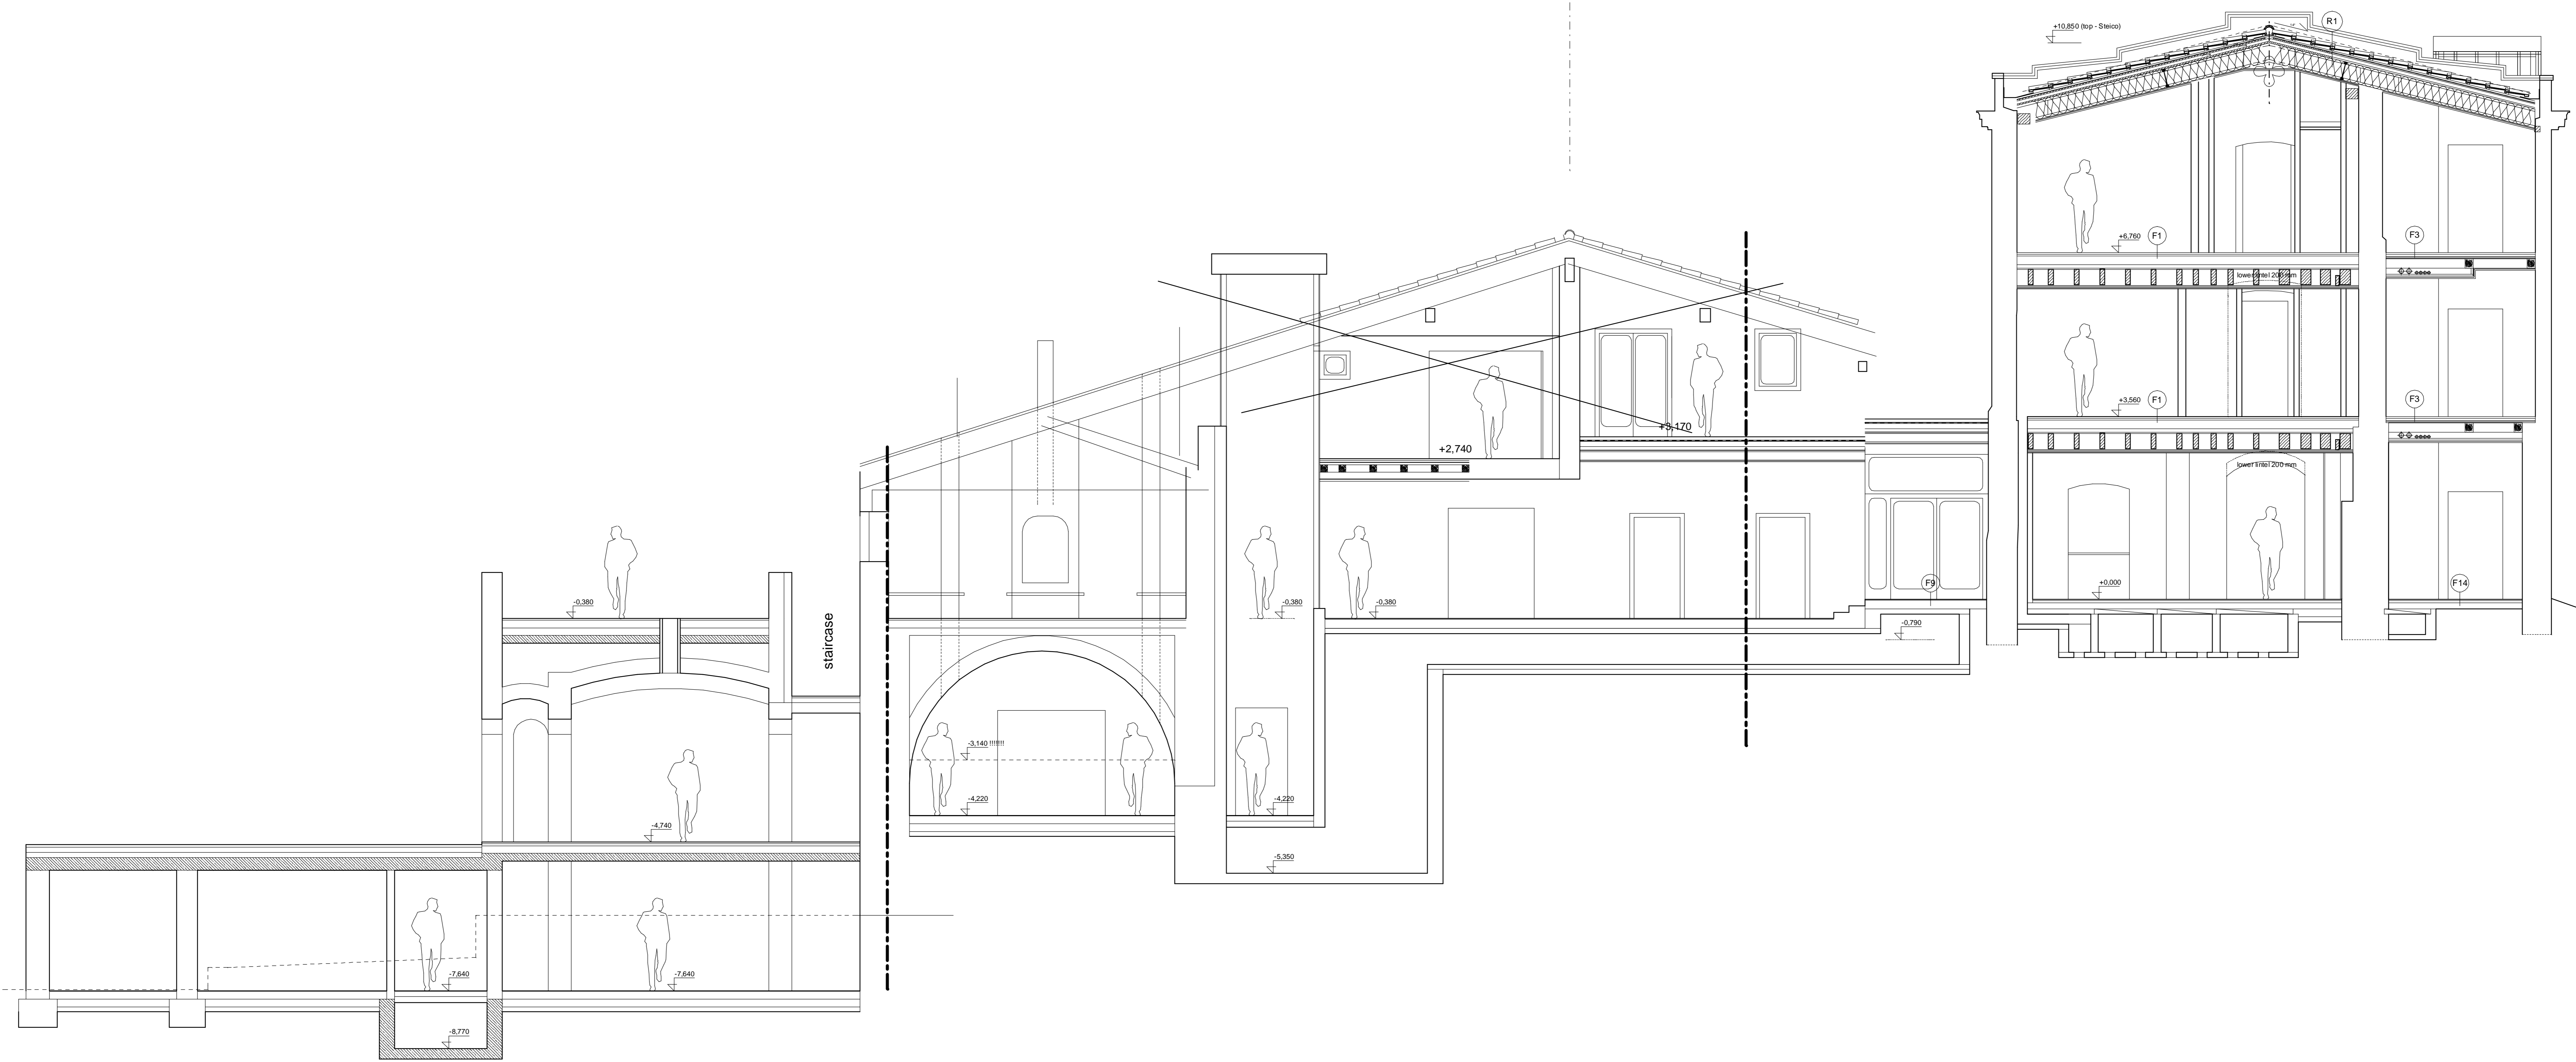 +10,850 (top - Steico)
R1
+6,760
F1
F3
lower lintel 200 mm
+3,560
F1
F3
+3,170
+2,740
lower lintel 200 mm
-0,380
-0,380
-0,380
F9
+0,000
F14
staircase
-0,790
-3,140 !!!!!!!
-4,220
-4,220
-4,740
-5,350
-7,640
-7,640
-8,770